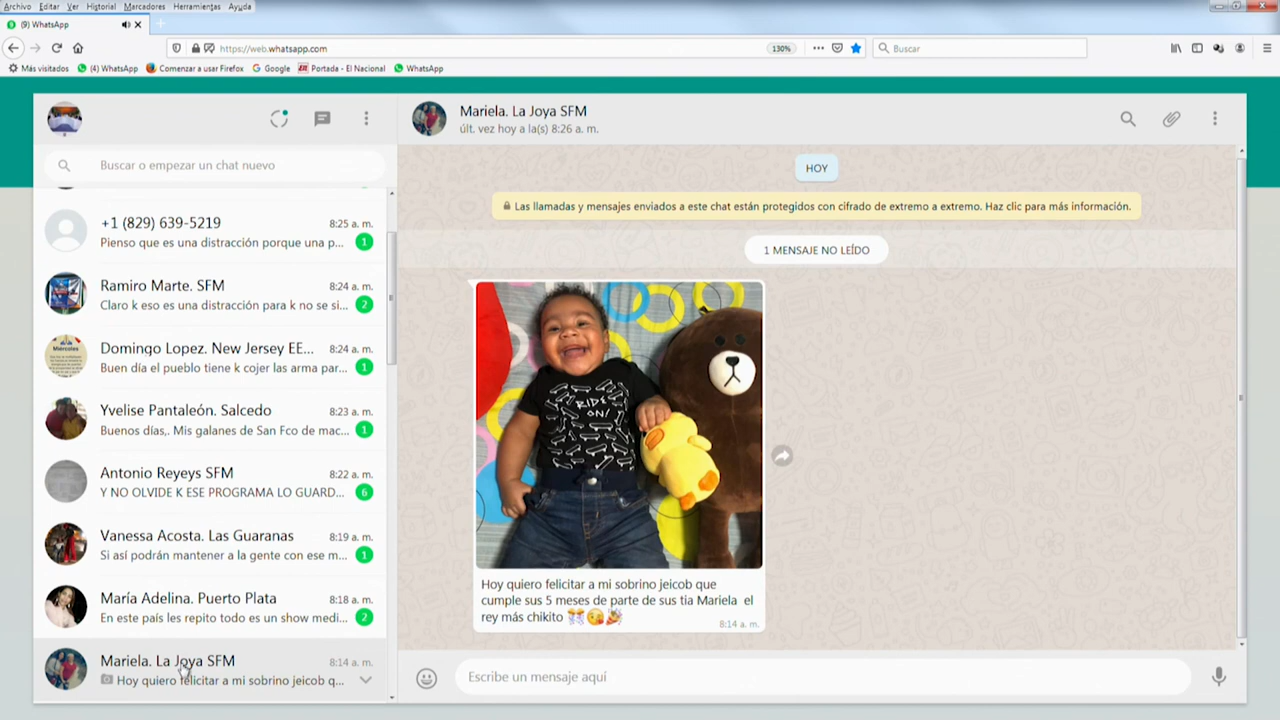 Archivo Editar Ver Historial Marcadores Herramientas Ayuda
(9) WhatsApp
https://web.whatsapp.com
130%
Buscar
Más visitados
(4) WhatsApp
Comenzar a usar Firefox
Google
Portada - El Nacional
WhatsApp
Buscar o empezar un chat nuevo
+1 (829) 639-5219 8:25 a. m.
Pienso que es una distracción porque una p... 1
Ramiro Marte. SFM 8:24 a. m.
Claro k eso es una distracción para k no se si... 2
Domingo Lopez. New Jersey EE... 8:24 a. m.
Buen día el pueblo tiene k cojer las arma par... 1
Yvelise Pantaleón. Salcedo 8:23 a. m.
Buenos días,. Mis galanes de San Fco de mac... 1
Antonio Reyeys SFM 8:22 a. m.
Y NO OLVIDE K ESE PROGRAMA LO GUARD... 6
Vanessa Acosta. Las Guaranas 8:19 a. m.
Si así podrán mantener a la gente con ese m... 1
María Adelina. Puerto Plata 8:18 a. m.
En este país les repito todo es un show medi... 2
Mariela. La Joya SFM 8:14 a. m.
Hoy quiero felicitar a mi sobrino jeicob q...
Mariela. La Joya SFM
últ. vez hoy a la(s) 8:26 a. m.
HOY
Las llamadas y mensajes enviados a este chat están protegidos con cifrado de extremo a extremo. Haz clic para más información.
1 MENSAJE NO LEÍDO
RIDE
ON!
Hoy quiero felicitar a mi sobrino jeicob que
cumple sus 5 meses de parte de sus tia Mariela el
rey más chikito 👯😘🎉
8:14 a. m.
Escribe un mensaje aquí